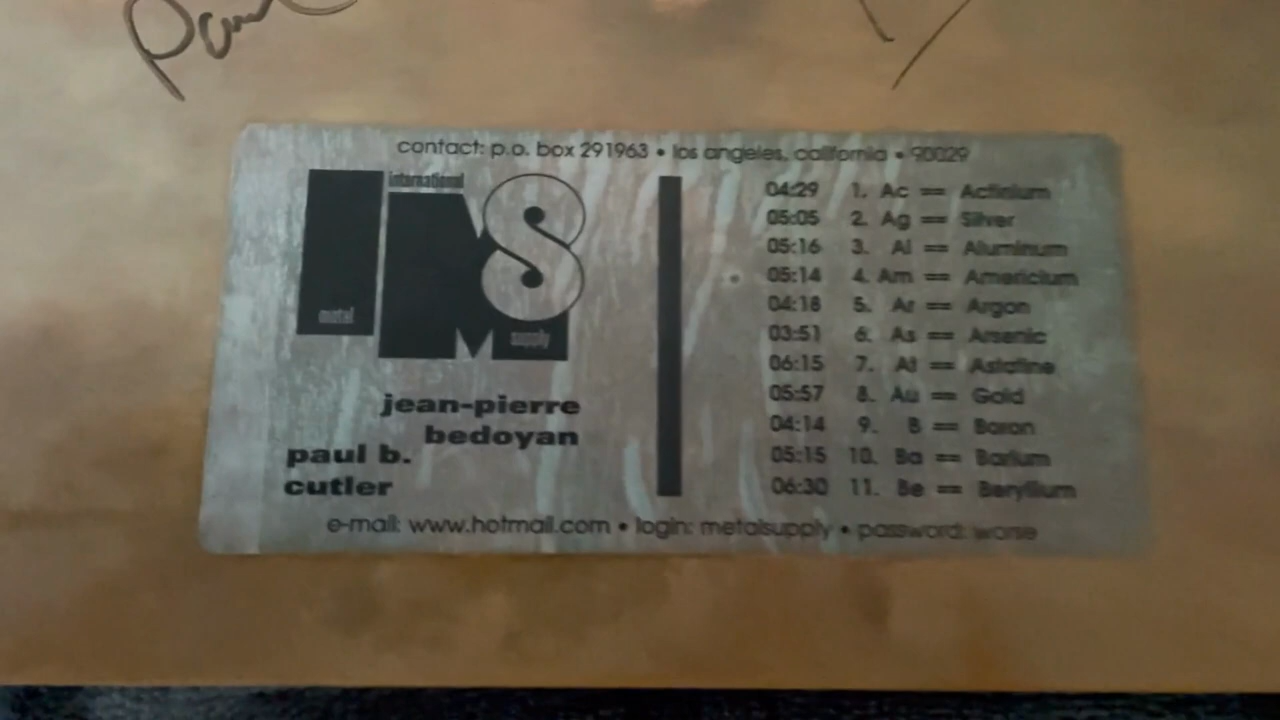 Paul
contact: p.o. box 291963 • los angeles, california • 90029
international
IMS
metal
supply
jean-pierre
bedoyan
paul b.
cutler
04:29 1. Ac == Actinium
05:05 2. Ag == Silver
05:16 3. Al == Aluminum
05:14 4. Am == Americium
04:18 5. Ar == Argon
03:51 6. As == Arsenic
06:15 7. At == Astatine
05:57 8. Au == Gold
04:14 9. B == Boron
05:15 10. Ba == Barium
06:30 11. Be == Beryllium
e-mail: www.hotmail.com • login: metalsupply • password: worse